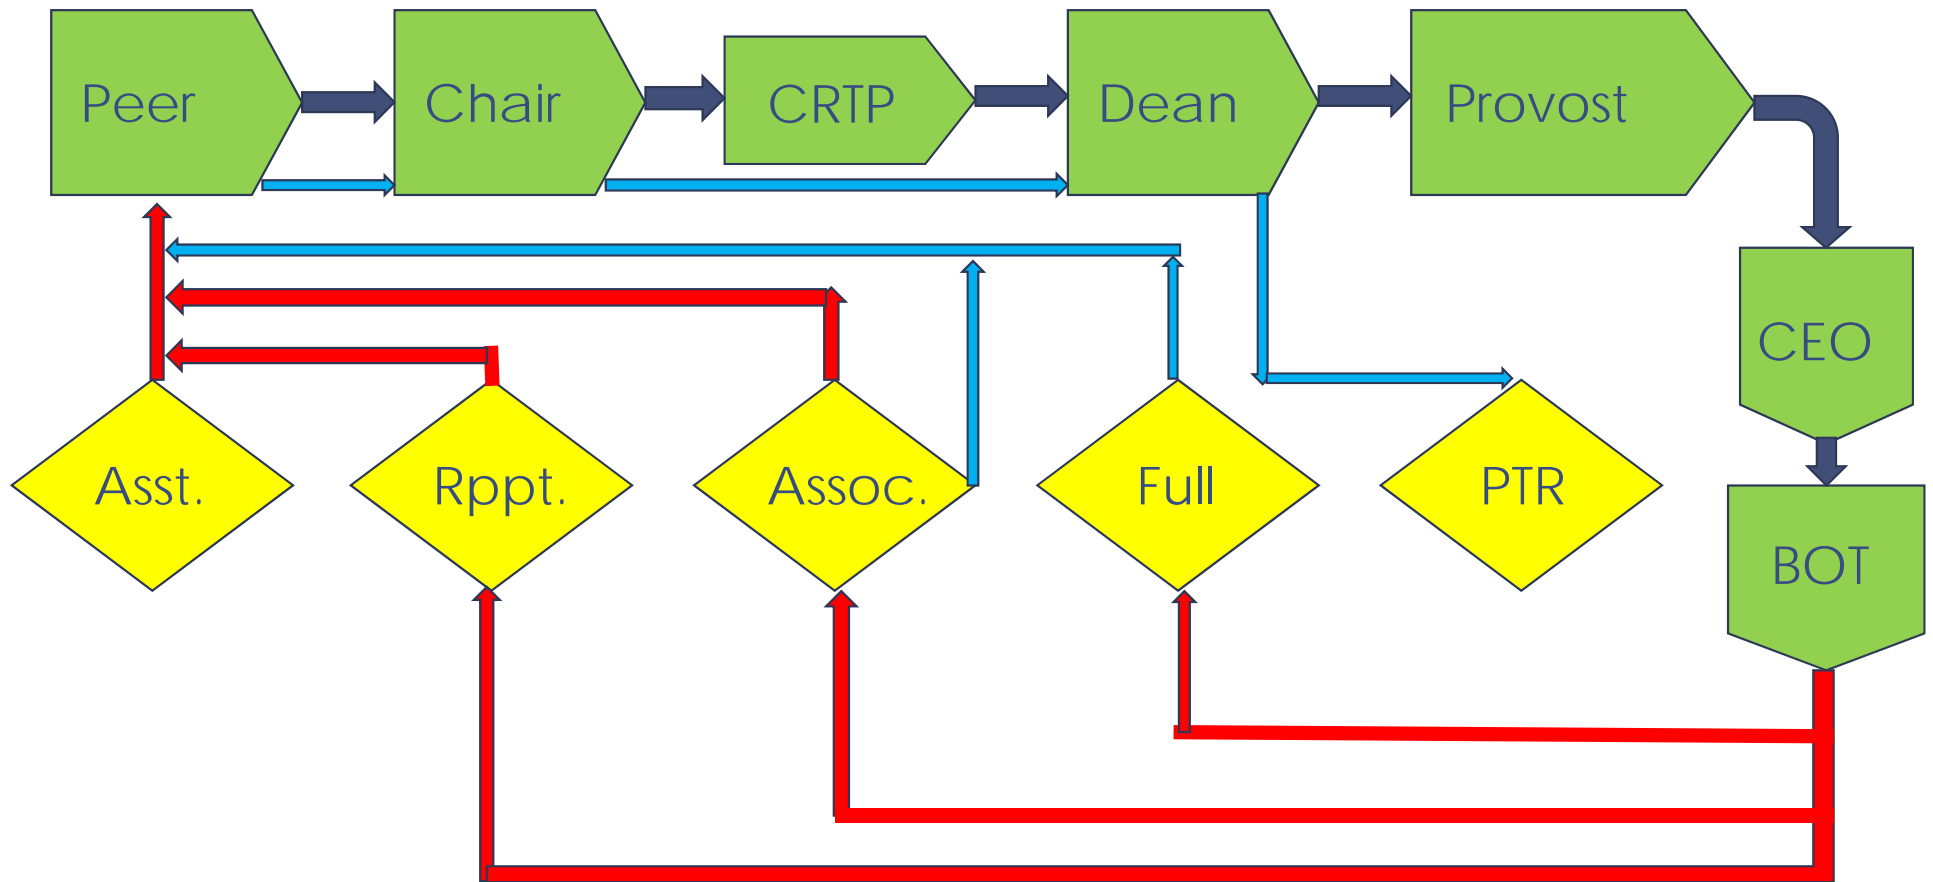 Peer
Chair
CRTP
Dean
Provost
CEO
Asst.
Rppt.
Assoc.
Full
PTR
BOT